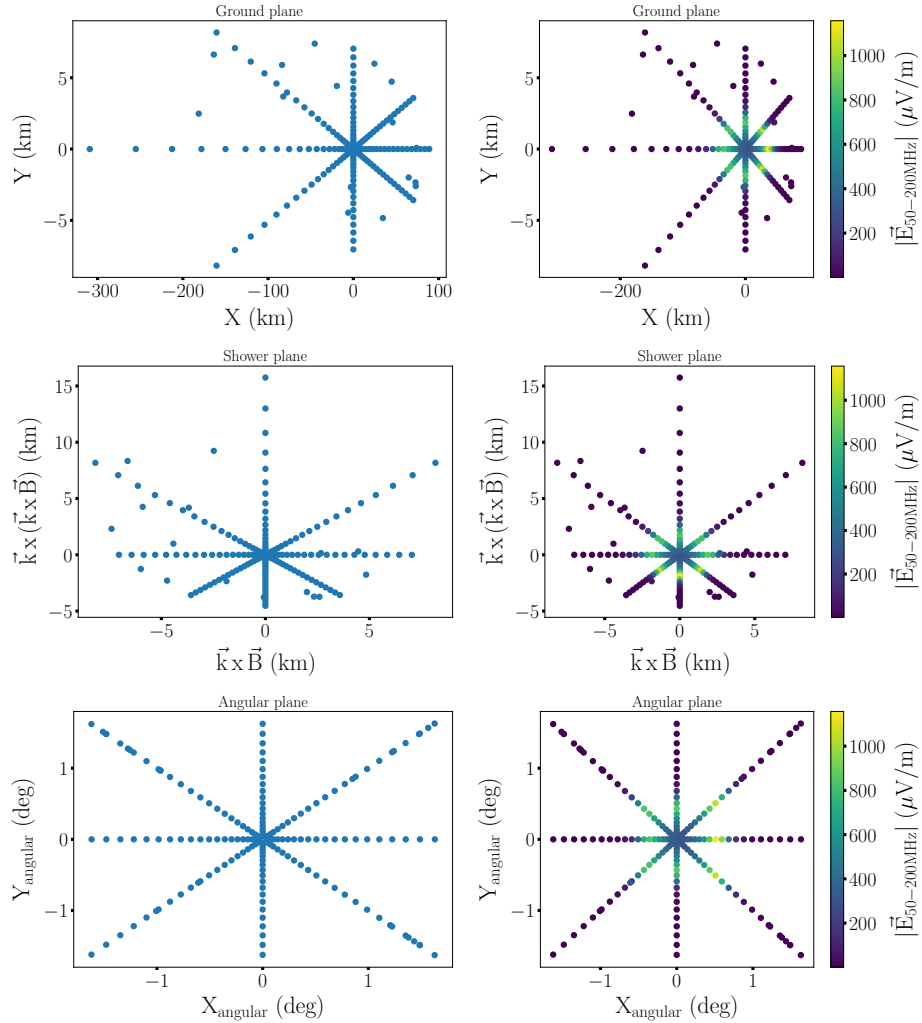 Ground plane
5
0
−5
Y (km)
−300
−200
−100
0
100
X (km)
Ground plane
5
0
−5
Y (km)
−200
0
X (km)
1000
800
600
400
200
|E⃗50−200MHz| (μV/m)
Shower plane
15
10
5
0
−5
k⃗ x (k⃗ x B⃗) (km)
−5
0
5
k⃗ x B⃗ (km)
Shower plane
15
10
5
0
−5
k⃗ x (k⃗ x B⃗) (km)
−5
0
5
k⃗ x B⃗ (km)
1000
800
600
400
200
|E⃗50−200MHz| (μV/m)
Angular plane
1
0
−1
Yangular (deg)
−1
0
1
Xangular (deg)
Angular plane
1
0
−1
Yangular (deg)
−1
0
1
Xangular (deg)
1000
800
600
400
200
|E⃗50−200MHz| (μV/m)